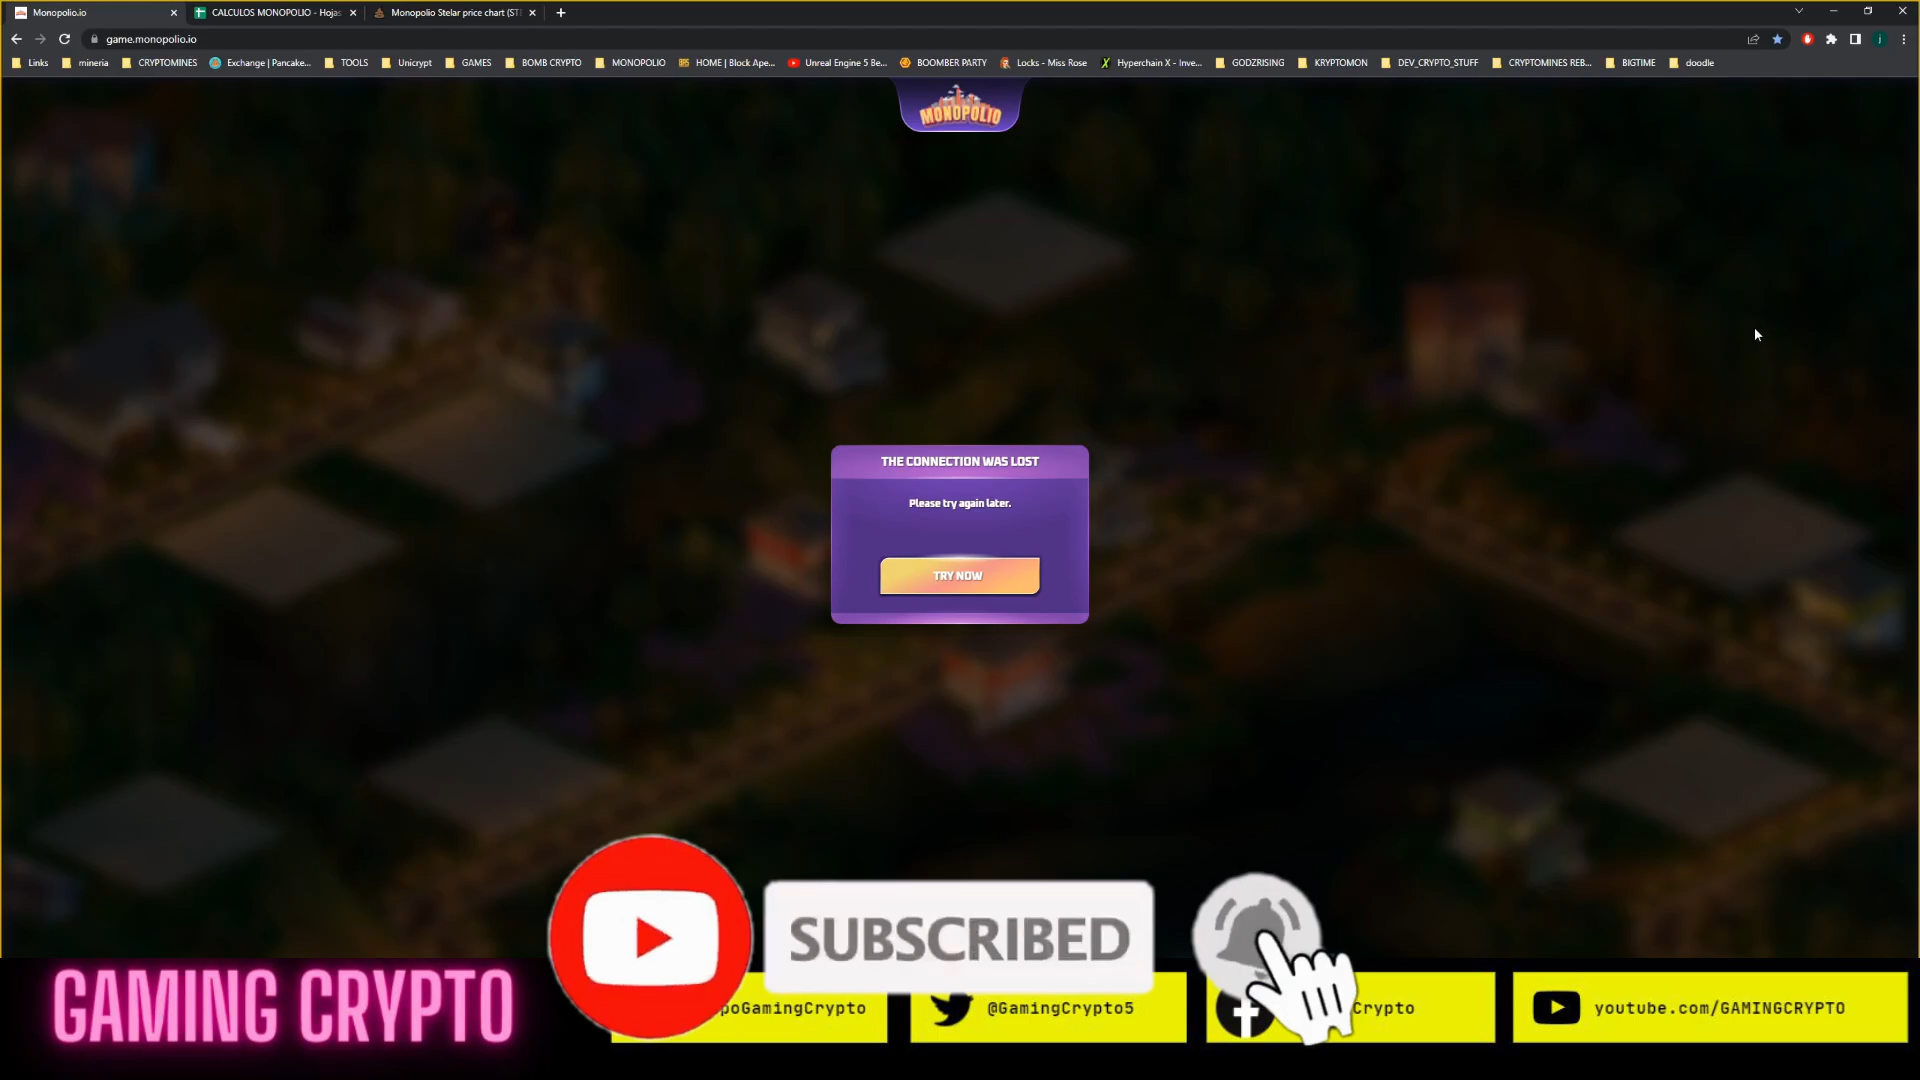 Monopolio.io
CALCULOS MONOPOLIO - Hojas
Monopolio Stelar price chart (ST
game.monopolio.io
Links
mineria
CRYPTOMINES
Exchange | Pancake...
TOOLS
Unicrypt
GAMES
BOMB CRYPTO
MONOPOLIO
HOME | Block Ape...
Unreal Engine 5 Be...
BOOMBER PARTY
Locks - Miss Rose
Hyperchain X - Inve...
GODZRISING
KRYPTOMON
DEV_CRYPTO_STUFF
CRYPTOMINES REB...
BIGTIME
doodle
MONOPOLIO
THE CONNECTION WAS LOST
Please try again later.
TRY NOW
SUBSCRIBED
GAMING CRYPTO
poGamingCrypto
@GamingCrypto5
Crypto
youtube.com/GAMINGCRYPTO